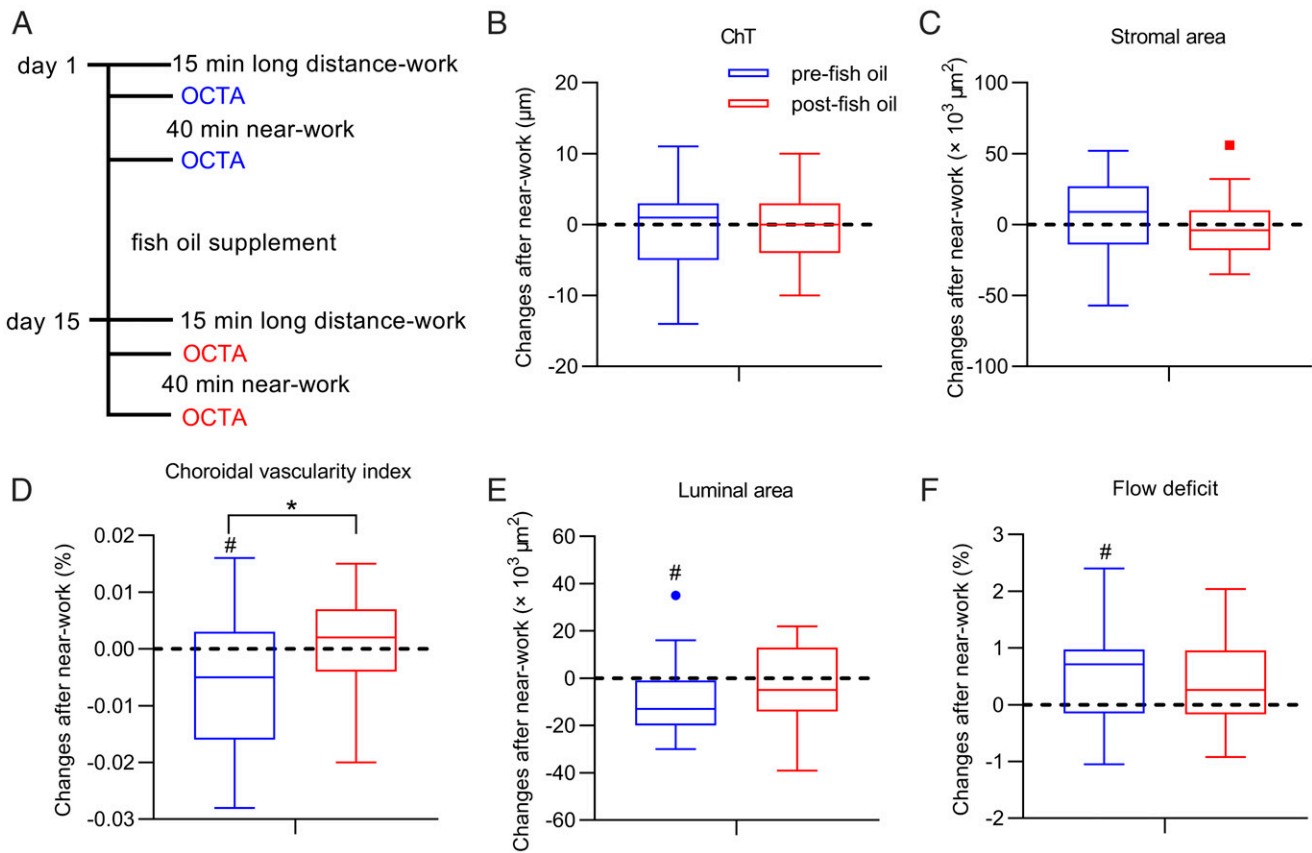 A
day 1
15 min long distance-work
OCTA
40 min near-work
OCTA
fish oil supplement
day 15
15 min long distance-work
OCTA
40 min near-work
OCTA
B
ChT
pre-fish oil
post-fish oil
Changes after near-work (µm)
20
10
0
-10
-20
C
Stromal area
Changes after near-work (× 10³ µm²)
100
50
0
-50
-100
D
Choroidal vascularity index
*
#
Changes after near-work (%)
0.02
0.01
0.00
-0.01
-0.02
-0.03
E
Luminal area
#
Changes after near-work (× 10³ µm²)
60
40
20
0
-20
-40
-60
F
Flow deficit
#
Changes after near-work (%)
3
2
1
0
-1
-2